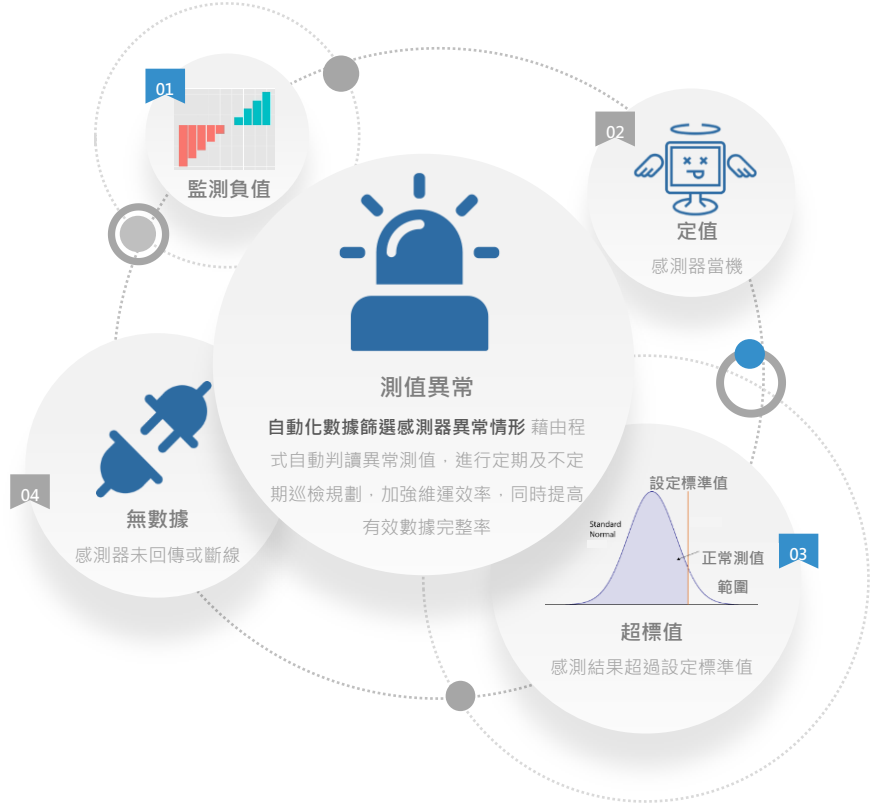 01
監測負值
02
定值
感測器當機
測值異常
自動化數據篩選感測器異常情形 藉由程
式自動判讀異常測值，進行定期及不定
期巡檢規劃，加強維運效率，同時提高
有效數據完整率
03
設定標準值
Standard
Normal
正常測值
範圍
超標值
感測結果超過設定標準值
04
無數據
感測器未回傳或斷線